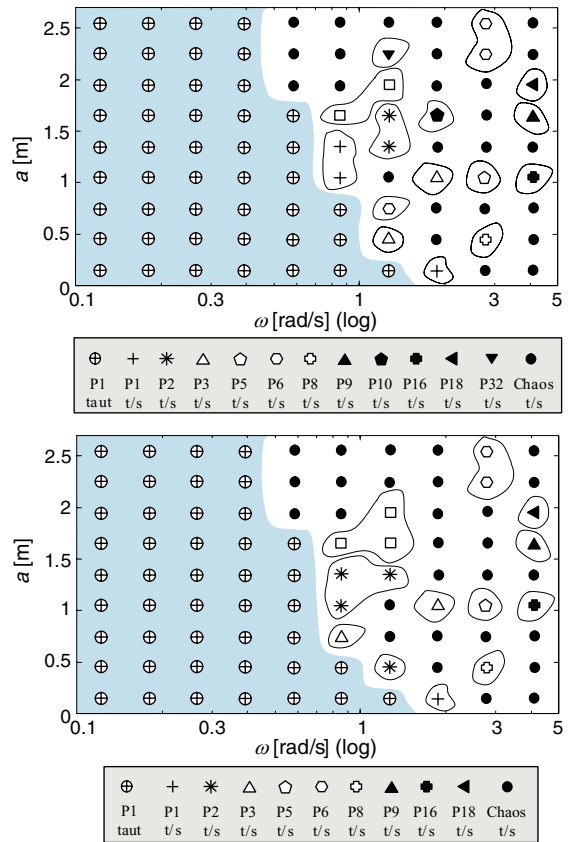 2.5
2
1.5
1
0.5
0
a [m]
0.1 0.3 1 3 5
ω [rad/s] (log)
P1 P1 P2 P3 P5 P6 P8 P9 P10 P16 P18 P32 Chaos
taut t/s t/s t/s t/s t/s t/s t/s t/s t/s t/s t/s t/s
2.5
2
1.5
1
0.5
0
a [m]
0.1 0.3 1 3 5
ω [rad/s] (log)
P1 P1 P2 P3 P5 P6 P8 P9 P16 P18 Chaos
taut t/s t/s t/s t/s t/s t/s t/s t/s t/s t/s